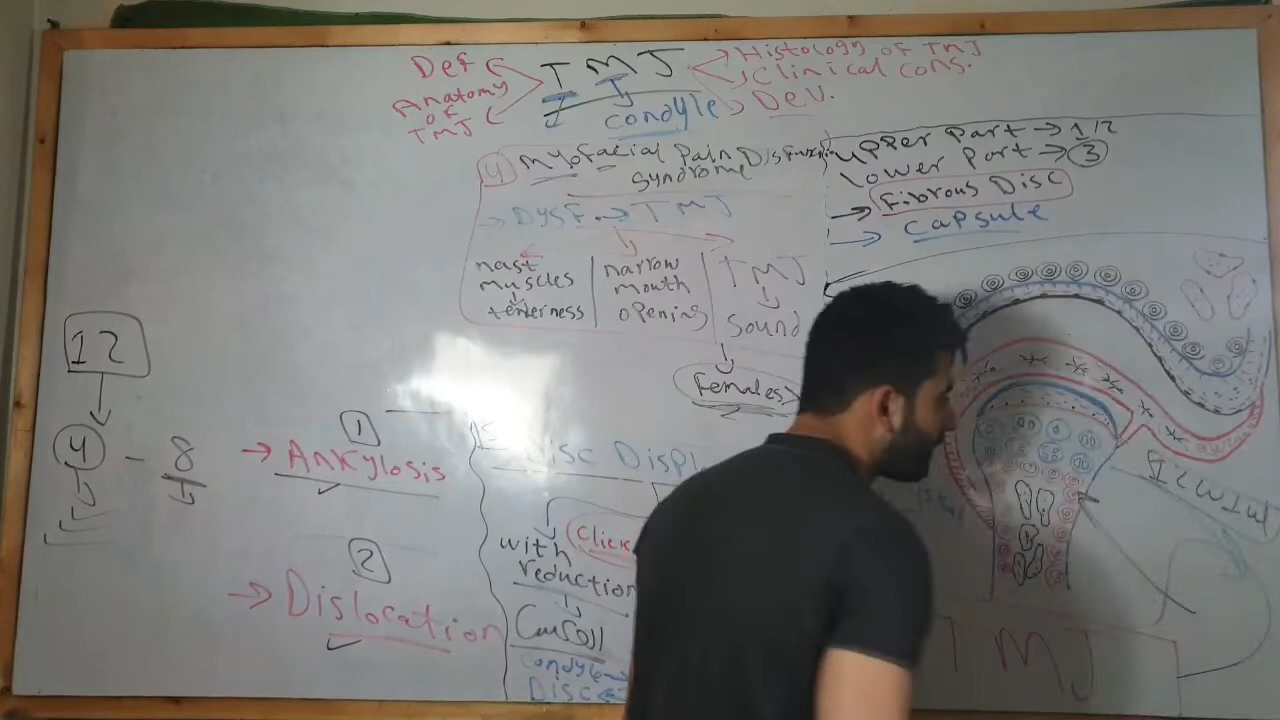 Def
Anatomy
OF
TMJ
TMJ
condyle
Histology OF TMJ
Clinical Cons.
Dev.
upper Part → 1/2
lower Part → 3
→ Fibrous Disc
→ Capsule
4 myofacial Pain
syndrome
→ DysF. → TMJ
mast
muscles
tenderness
narrow
mouth
opening
TMJ
sound
Females
12
4 -
1
→ Ankylosis
2
→ Dislocation
Disc Displ
Click
with
reduction
condyle
Disc
TMJ